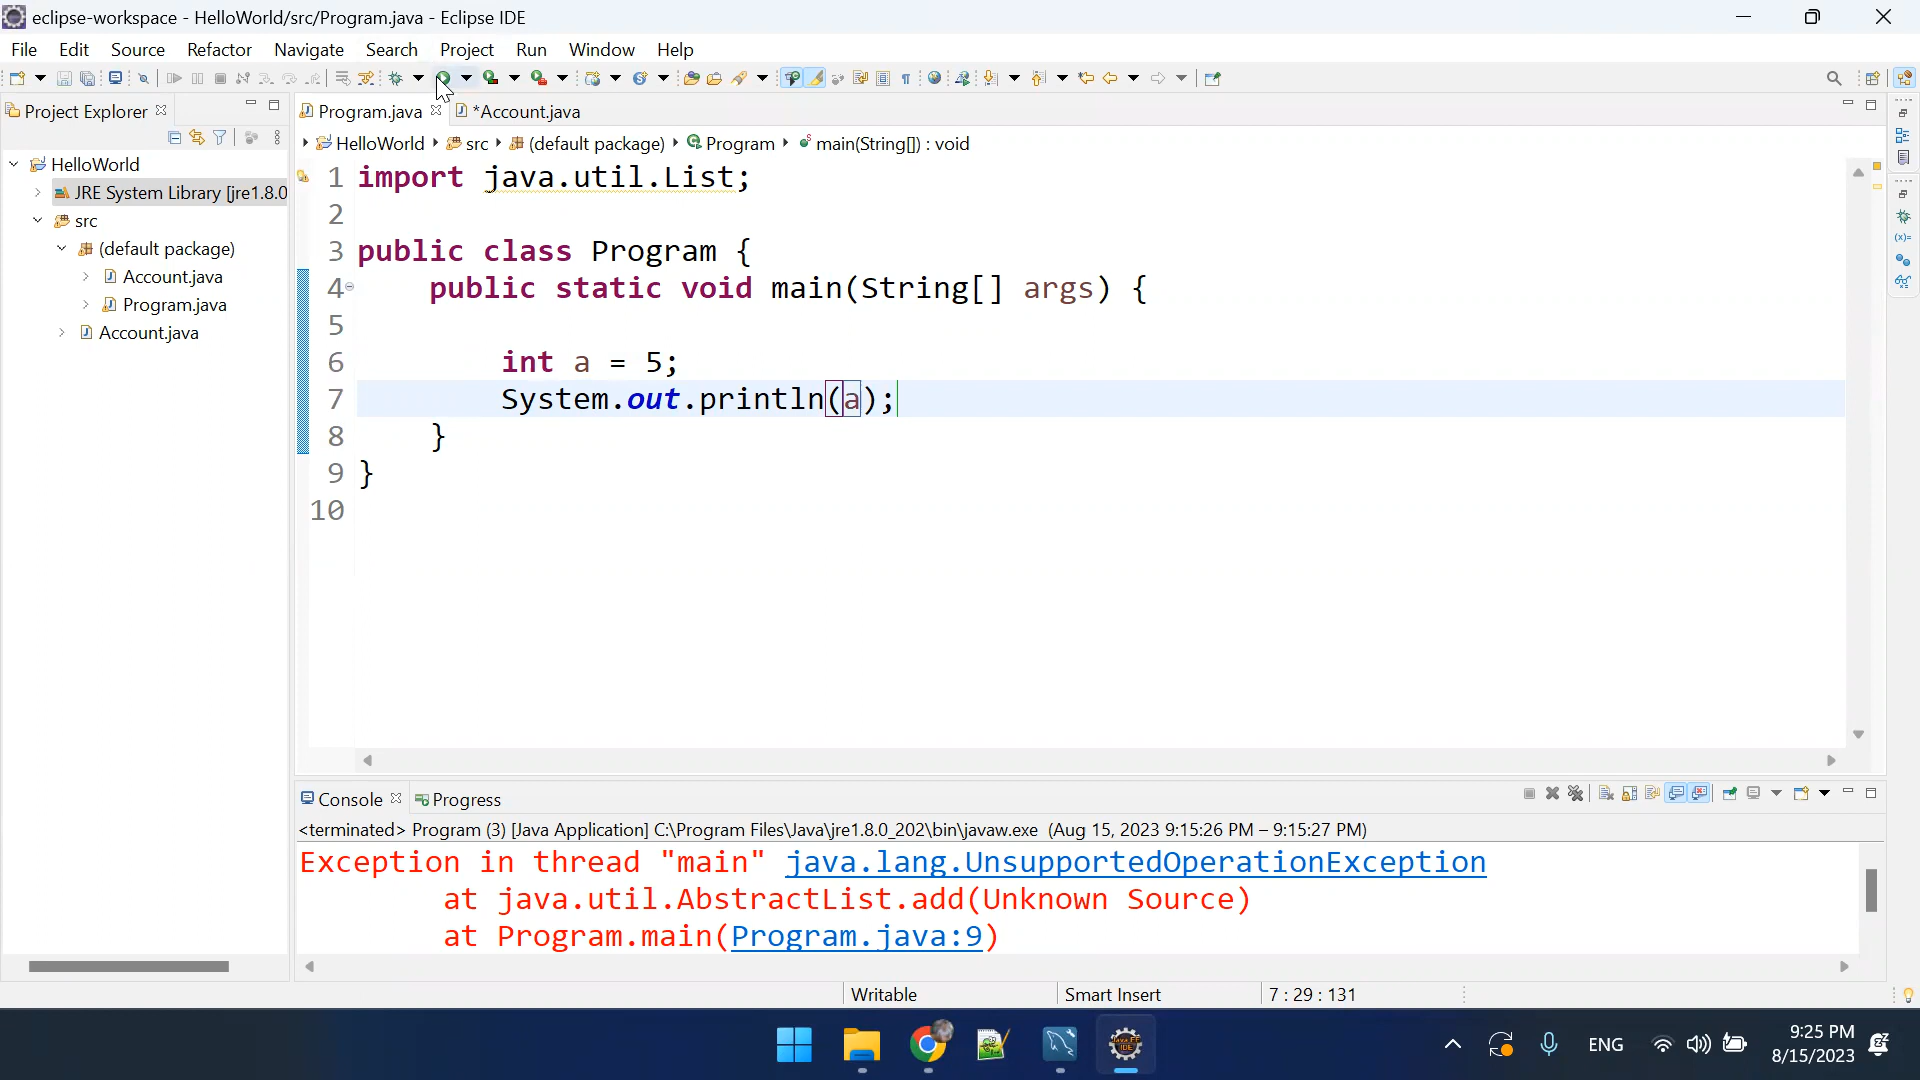 eclipse-workspace - HelloWorld/src/Program.java - Eclipse IDE
File Edit Source Refactor Navigate Search Project Run Window Help
Project Explorer
Program.java *Account.java
HelloWorld src (default package) Program main(String[]) : void
HelloWorld
JRE System Library [jre1.8.0
src
(default package)
Account.java
Program.java
Account.java
1 import java.util.List;
2
3 public class Program {
4 public static void main(String[] args) {
5
6 int a = 5;
7 System.out.println(a);
8 }
9 }
10
Console Progress
<terminated> Program (3) [Java Application] C:\Program Files\Java\jre1.8.0_202\bin\javaw.exe (Aug 15, 2023 9:15:26 PM – 9:15:27 PM)
Exception in thread "main" java.lang.UnsupportedOperationException
at java.util.AbstractList.add(Unknown Source)
at Program.main(Program.java:9)
Writable Smart Insert 7 : 29 : 131
ENG
9:25 PM
8/15/2023